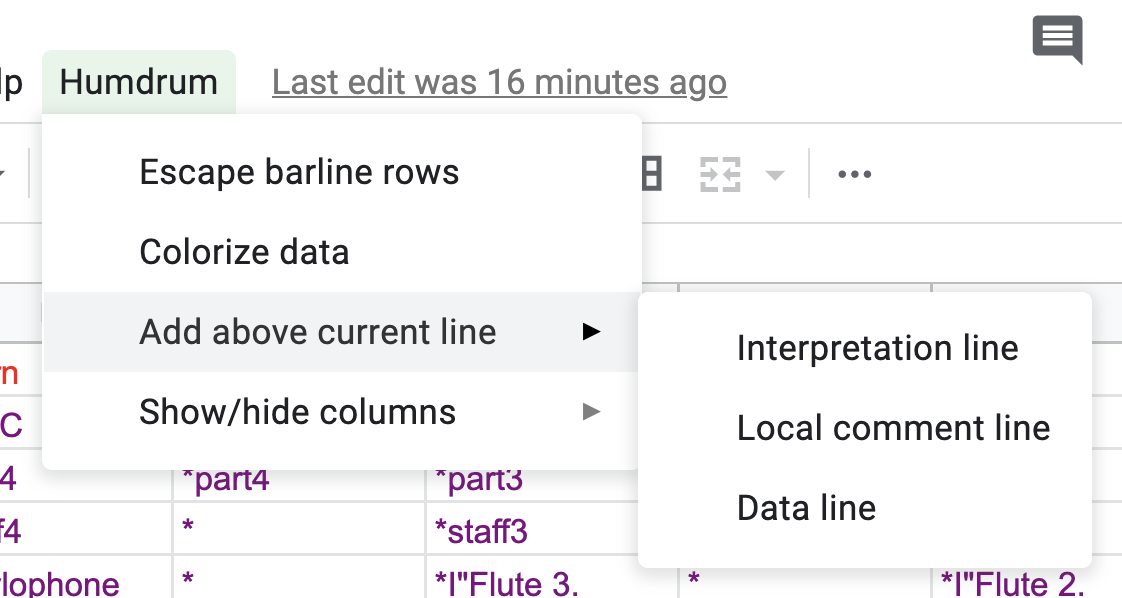 lp Humdrum Last edit was 16 minutes ago
Escape barline rows
Colorize data
Add above current line
Show/hide columns
Interpretation line
Local comment line
Data line
rn
C
4 *part4 *part3
f4 * *staff3
lophone * *I"Flute 3. * *I"Flute 2.